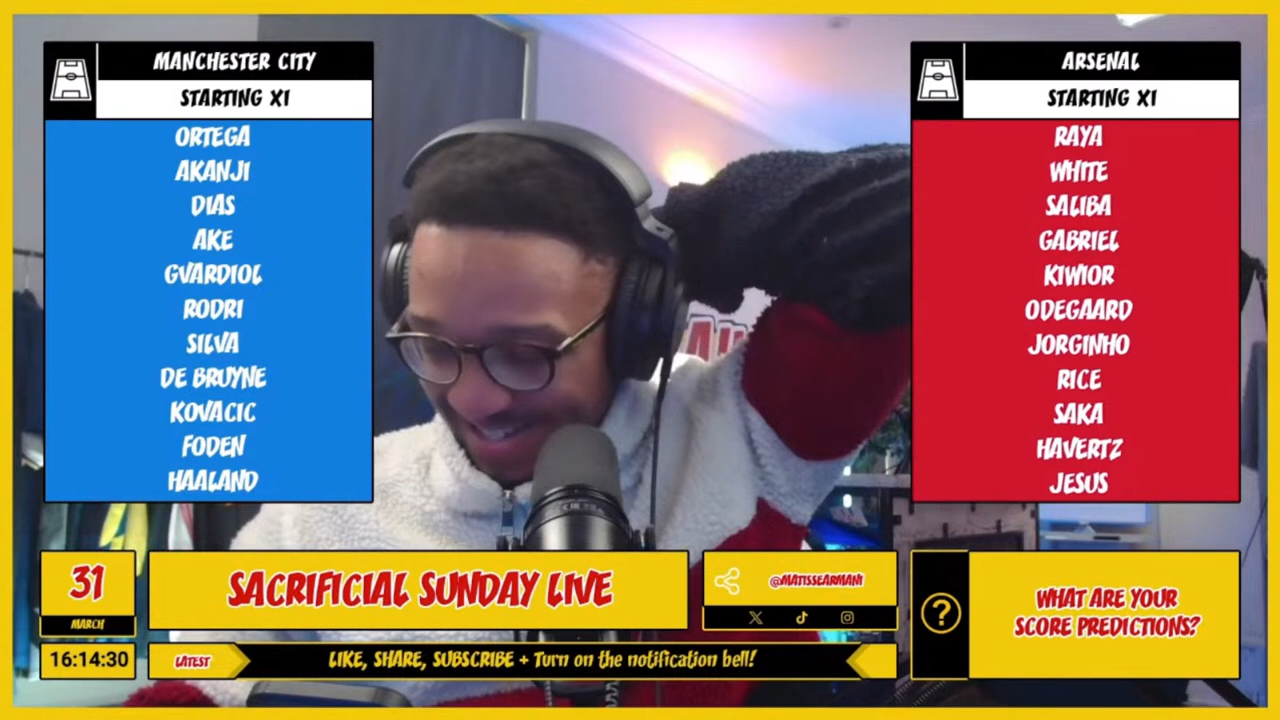 MANCHESTER CITY
STARTING XI
ORTEGA
AKANJI
DIAS
AKE
GVARDIOL
RODRI
SILVA
DE BRUYNE
KOVACIC
FODEN
HAALAND
ARSENAL
STARTING XI
RAYA
WHITE
SALIBA
GABRIEL
KIWIOR
ODEGAARD
JORGINHO
RICE
SAKA
HAVERTZ
JESUS
31
MARCH
16:14:30
SACRIFICIAL SUNDAY LIVE
LATEST
LIKE, SHARE, SUBSCRIBE + Turn on the notification bell!
@MATISSEARMANI
?
WHAT ARE YOUR
SCORE PREDICTIONS?